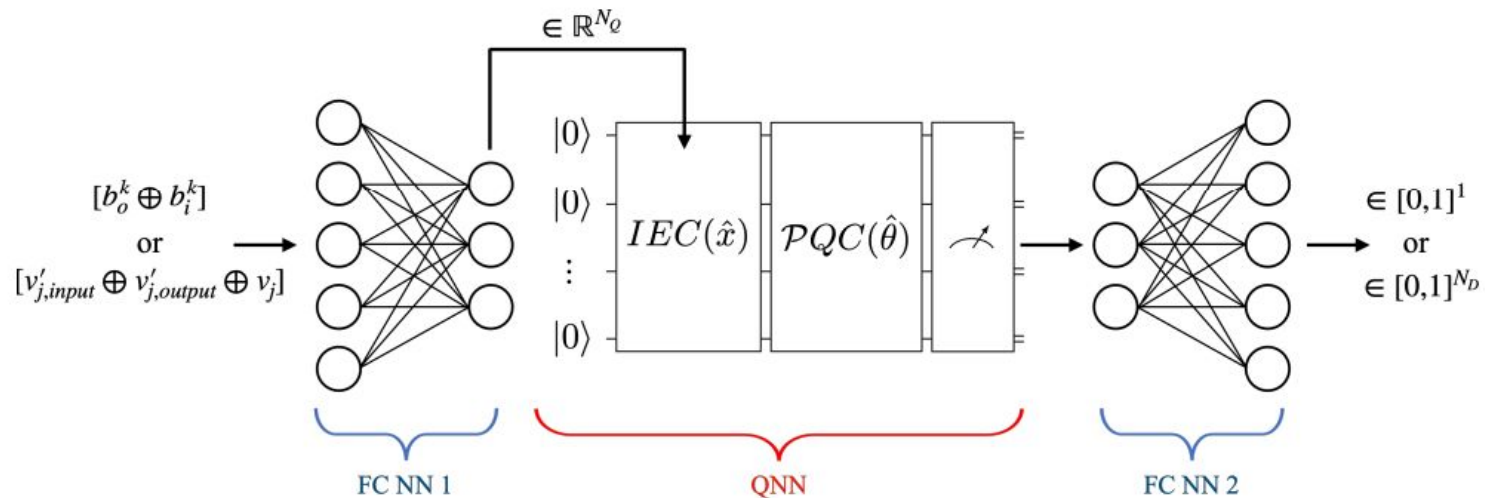 ∈ ℝ^{N_Q}
[b_o^k ⊕ b_i^k]
or
[v'_{j,input} ⊕ v'_{j,output} ⊕ v_j]
|0⟩
|0⟩
⋮
|0⟩
|0⟩
IEC(x̂)
𝒫QC(θ̂)
∈ [0,1]^1
or
∈ [0,1]^{N_D}
FC NN 1
QNN
FC NN 2